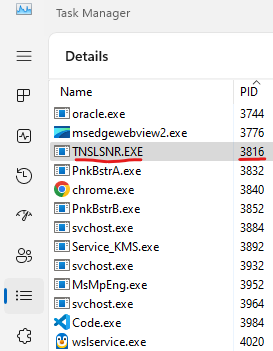 Task Manager
Details
Name PID
oracle.exe 3744
msedgewebview2.exe 3776
TNSLSNR.EXE 3816
PnkBstrA.exe 3832
chrome.exe 3840
PnkBstrB.exe 3852
svchost.exe 3884
Service_KMS.exe 3892
svchost.exe 3932
MsMpEng.exe 3952
svchost.exe 3964
Code.exe 3984
wslservice.exe 4020